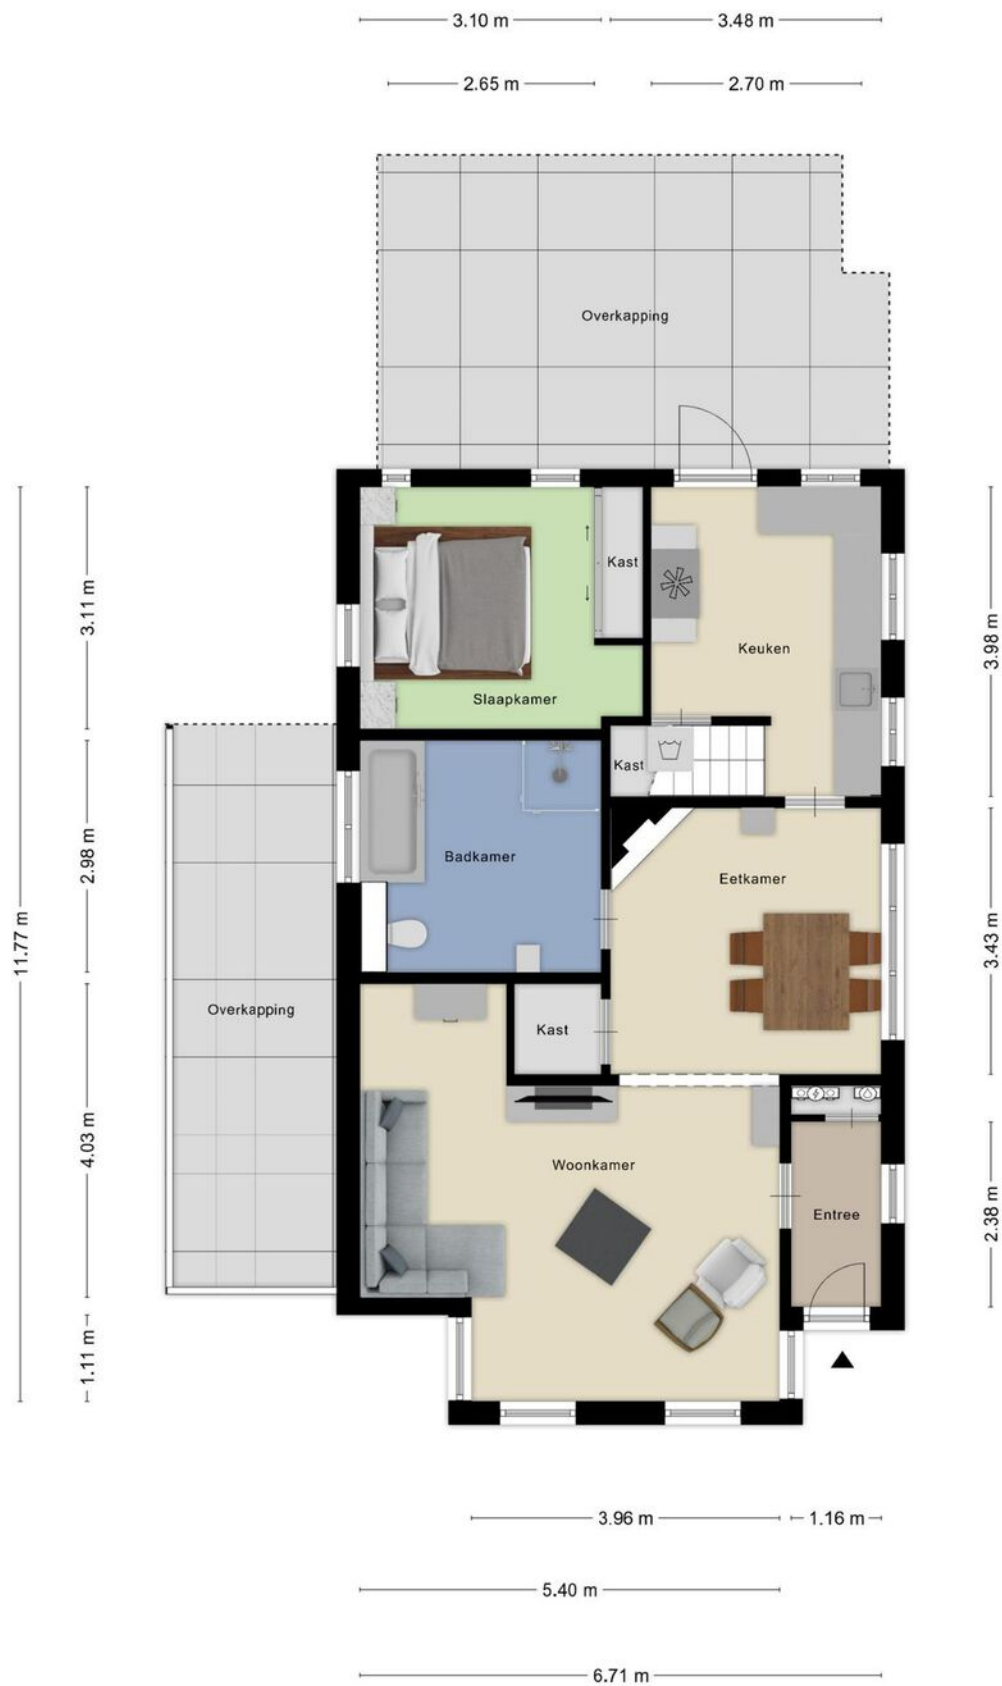 3.10 m
3.48 m
2.65 m
2.70 m
Overkapping
Kast
Keuken
Slaapkamer
Kast
Badkamer
Eetkamer
Overkapping
Kast
Woonkamer
Entree
11.77 m
3.11 m
2.98 m
4.03 m
1.11 m
3.98 m
3.43 m
2.38 m
3.96 m
1.16 m
5.40 m
6.71 m